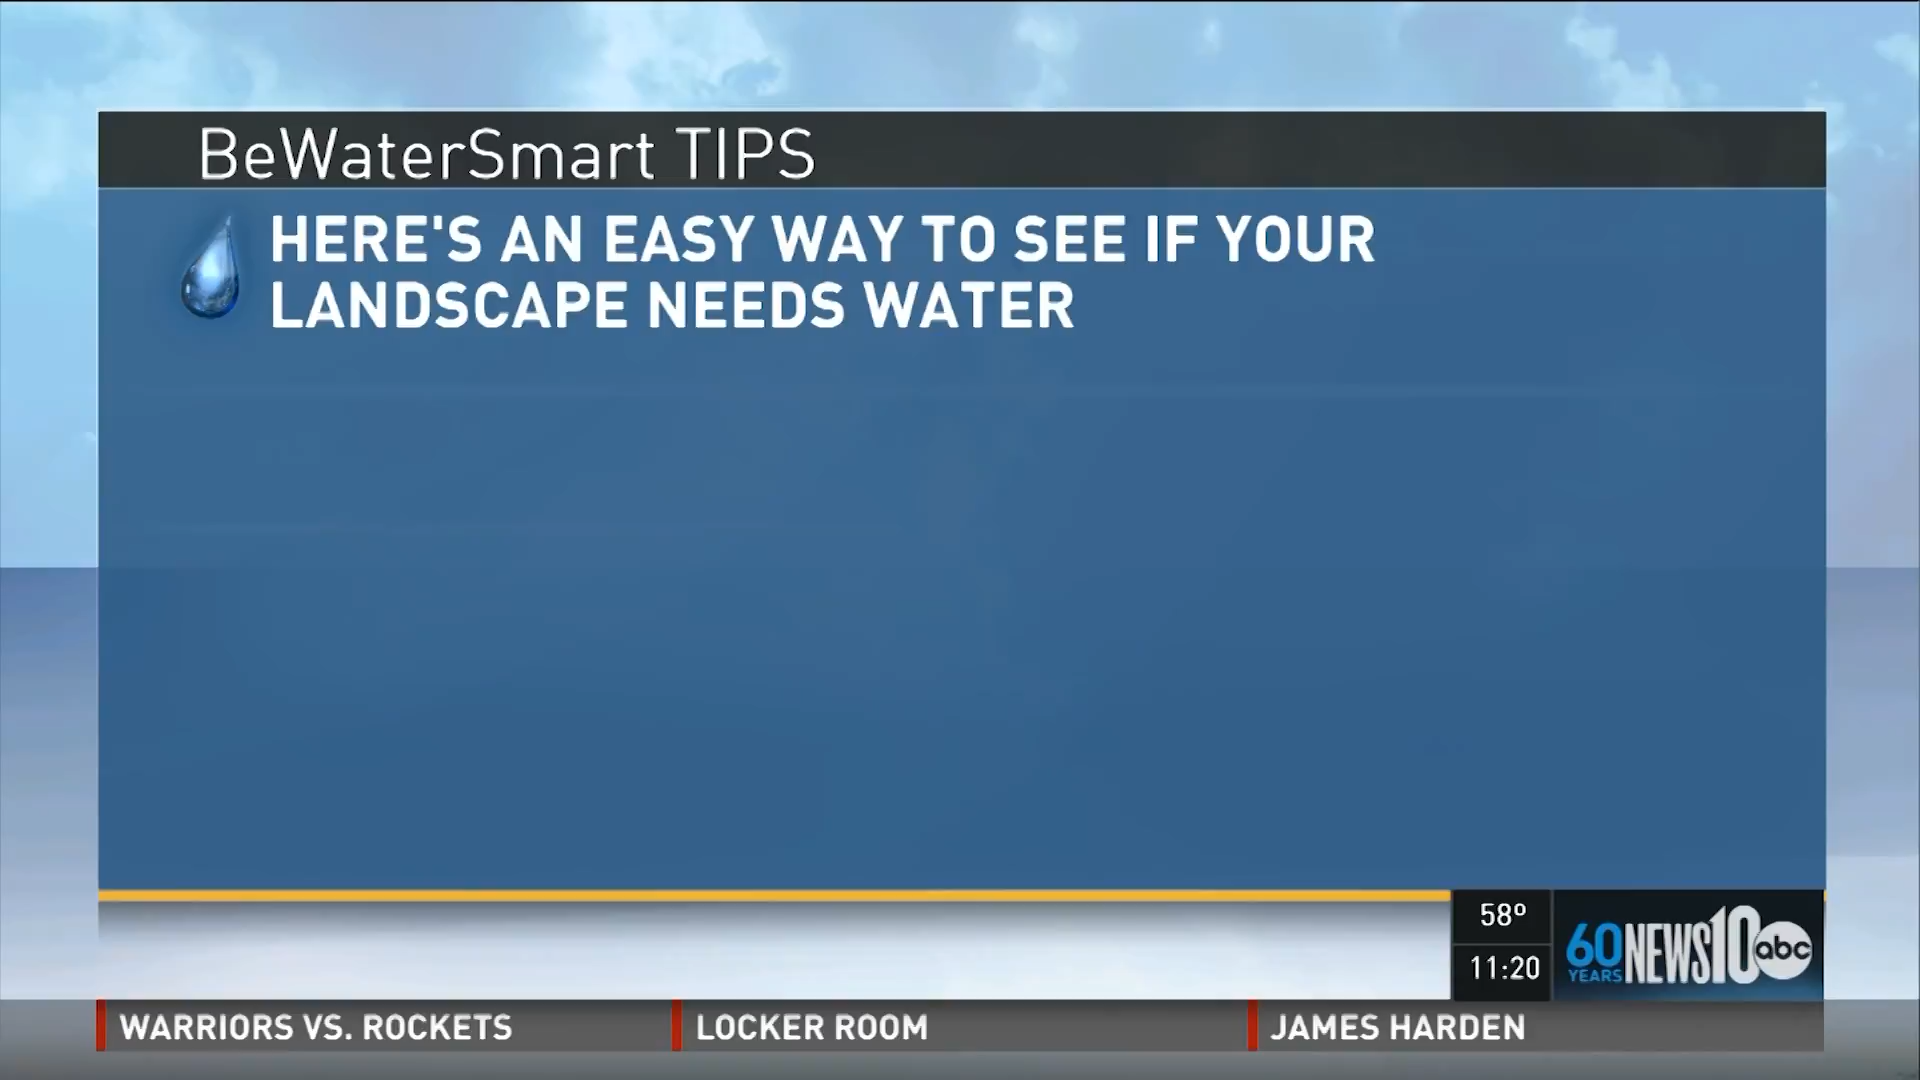 BeWaterSmart TIPS
HERE'S AN EASY WAY TO SEE IF YOUR
LANDSCAPE NEEDS WATER
58º
11:20
60 YEARS NEWS10 abc
WARRIORS VS. ROCKETS
LOCKER ROOM
JAMES HARDEN